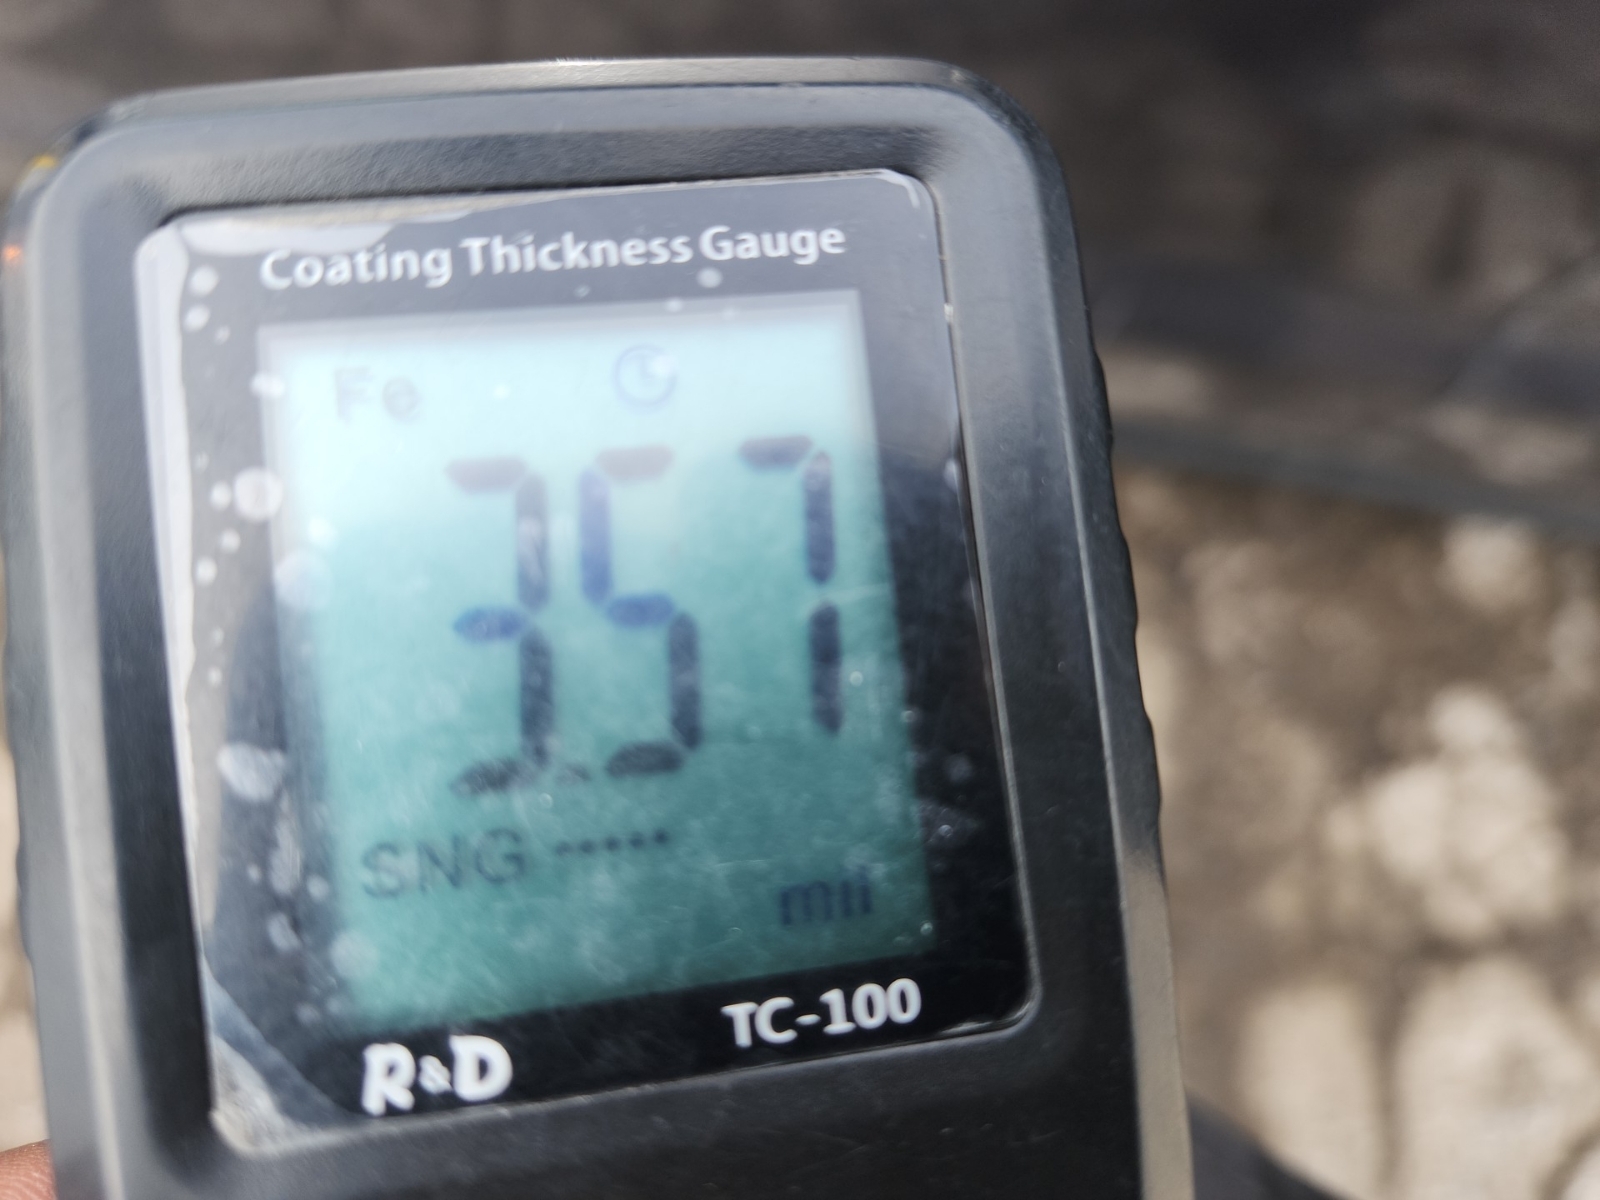 Coating Thickness Gauge
Fe
3.57
SNG -----
mil
TC-100
R&D